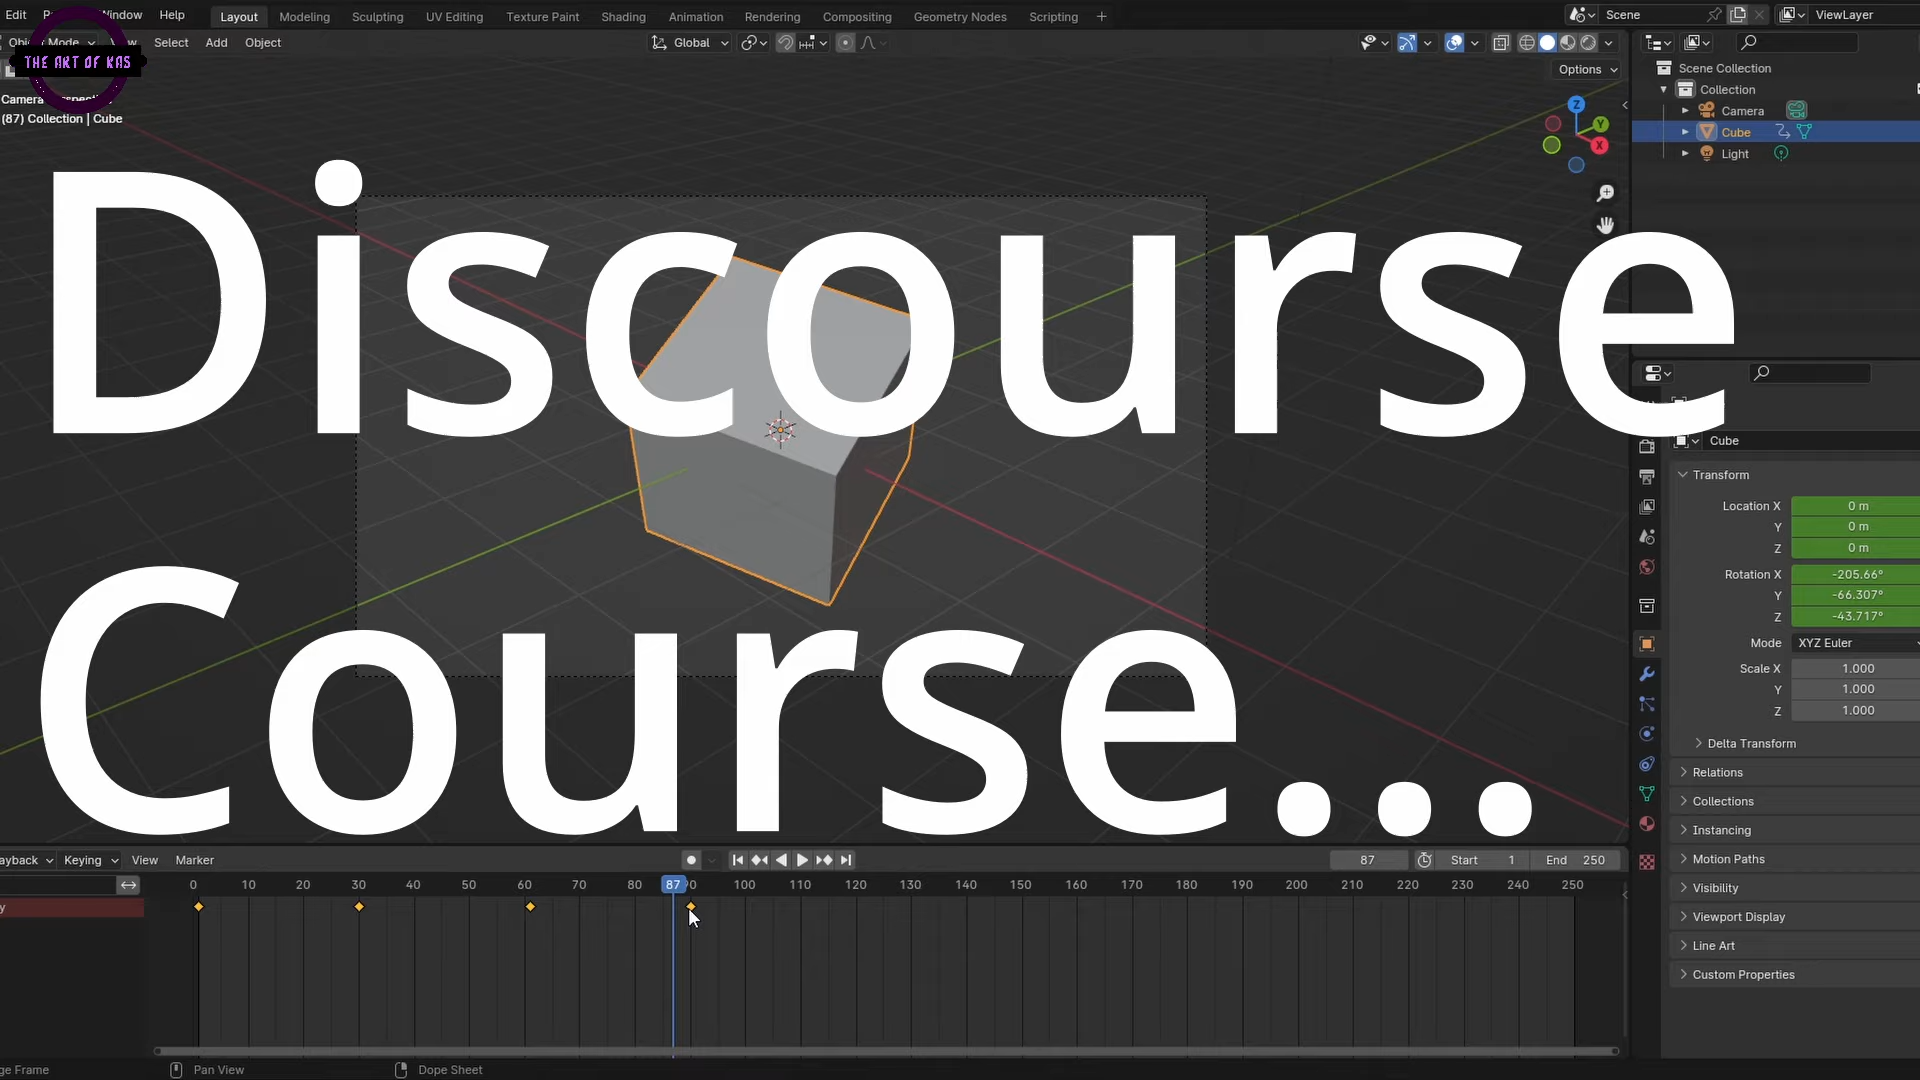 Edit
Window Help Layout Modeling Sculpting UV Editing Texture Paint Shading Animation Rendering Compositing Geometry Nodes Scripting + Scene ViewLayer
Mode Select Add Object Global
THE ART OF KAS
Options
Camera Perspective
(87) Collection | Cube
Z
Y
X
Scene Collection
Collection
Camera
Cube
Light
Discourse
Course...
Cube
Transform
Location X 0 m
Y 0 m
Z 0 m
Rotation X -205.66°
Y -66.307°
Z -43.717°
Mode XYZ Euler
Scale X 1.000
Y 1.000
Z 1.000
Delta Transform
Relations
Collections
Instancing
Motion Paths
Visibility
Viewport Display
Line Art
Custom Properties
ayback Keying View Marker 87 Start 1 End 250
0 10 20 30 40 50 60 70 80 87 90 100 110 120 130 140 150 160 170 180 190 200 210 220 230 240 250
y
ge Frame Pan View Dope Sheet